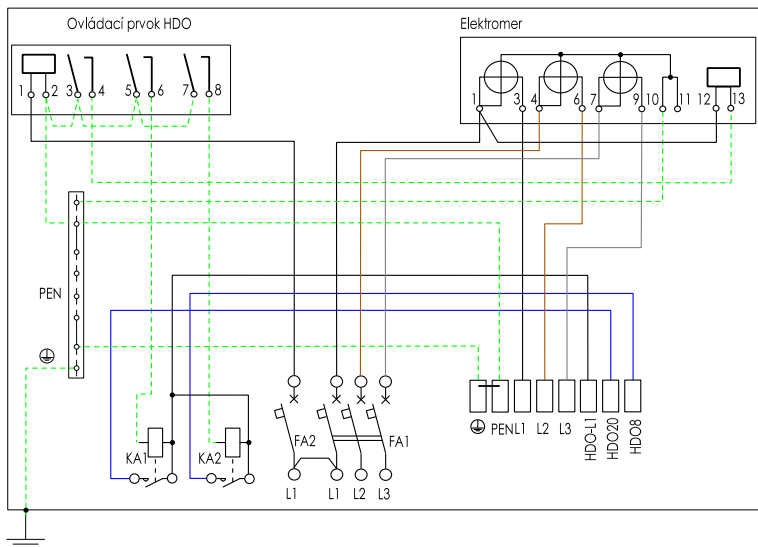 Ovládací prvok HDO
Elektromer
1 2 3 4 5 6 7 8
1 3 4 6 7 9 10 11 12 13
PEN
KA1
KA2
FA2
FA1
L1 L1 L2 L3
PEN L1 L2 L3 HDO-L1 HDO20 HDO8